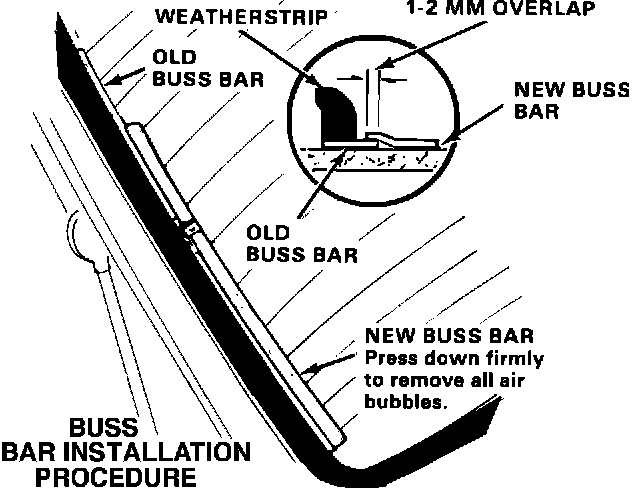 WEATHERSTRIP
1-2 MM OVERLAP
OLD
BUSS BAR
NEW BUSS
BAR
OLD
BUSS BAR
NEW BUSS BAR
Press down firmly
to remove all air
bubbles.
BUSS
BAR INSTALLATION
PROCEDURE